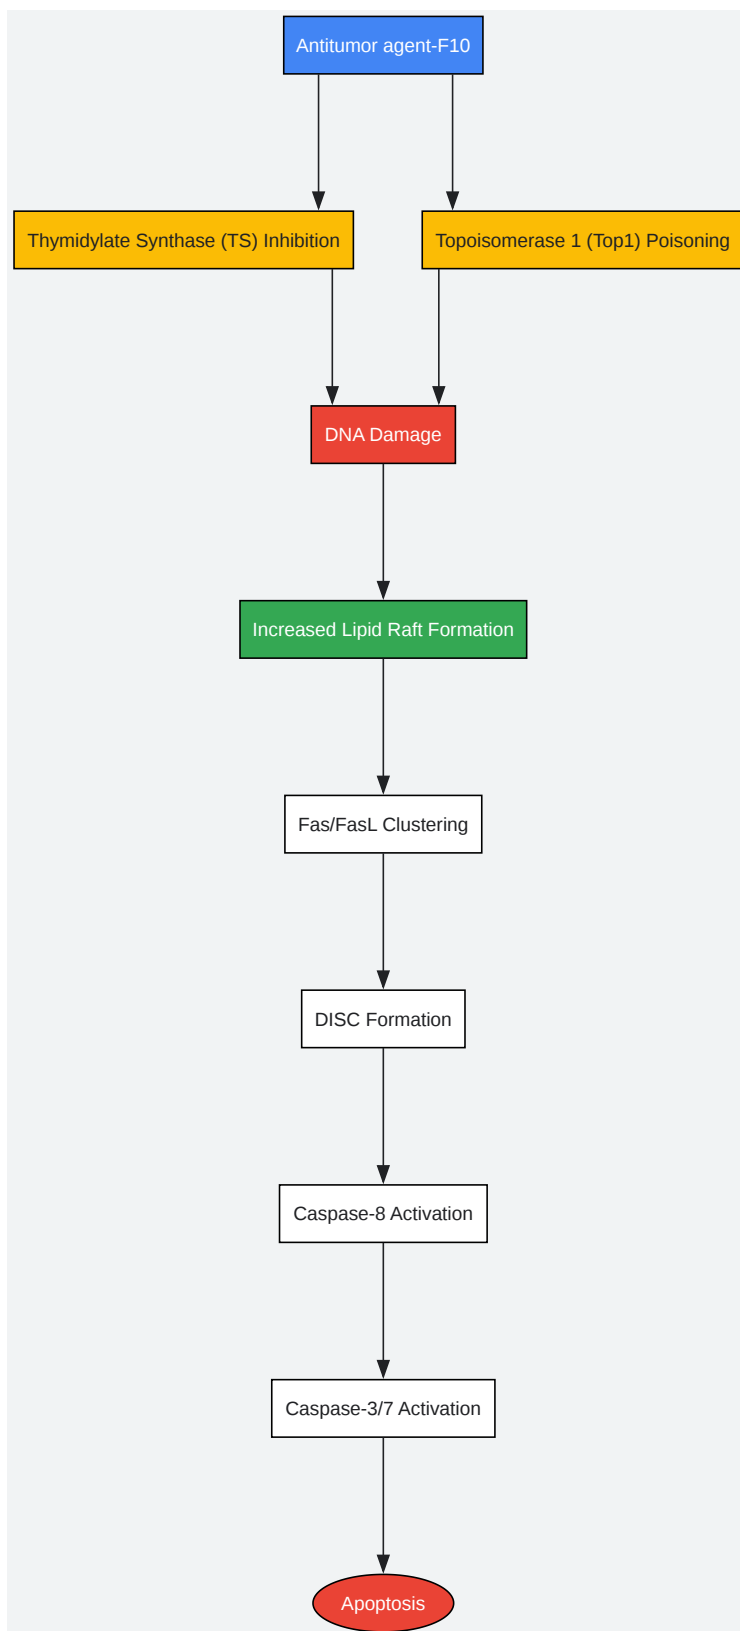 Antitumor agent-F10
Thymidylate Synthase (TS) Inhibition
Topoisomerase 1 (Top1) Poisoning
DNA Damage
Increased Lipid Raft Formation
Fas/FasL Clustering
DISC Formation
Caspase-8 Activation
Caspase-3/7 Activation
Apoptosis